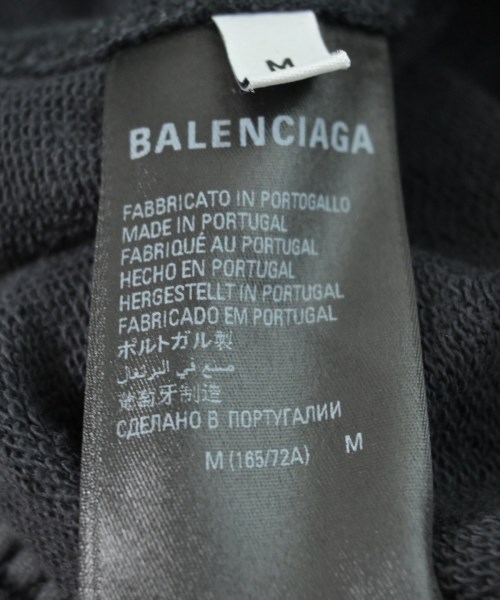 M
BALENCIAGA
FABBRICATO IN PORTOGALLO
MADE IN PORTUGAL
FABRIQUÉ AU PORTUGAL
HECHO EN PORTUGAL
HERGESTELLT IN PORTUGAL
FABRICADO EM PORTUGAL
ポルトガル製
صنع في البرتغال
葡萄牙制造
СДЕЛАНО В ПОРТУГАЛИИ
M (165/72A) M